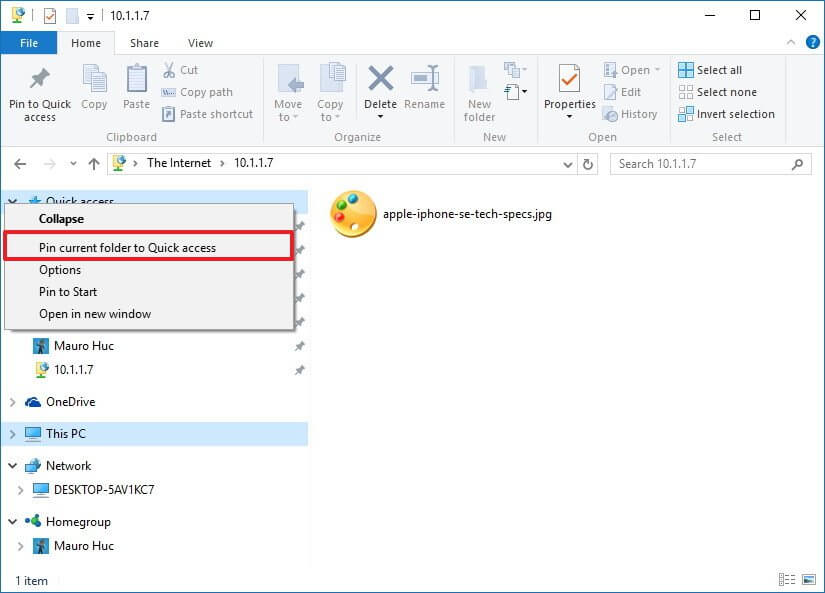 10.1.1.7
File Home Share View
Pin to Quick access
Copy
Paste
Cut
Copy path
Paste shortcut
Clipboard
Move to
Copy to
Delete
Rename
Organize
New folder
New
Properties
Open
Edit
History
Open
Select all
Select none
Invert selection
Select
The Internet 10.1.1.7
Search 10.1.1.7
Quick access
Collapse
Pin current folder to Quick access
Options
Pin to Start
Open in new window
Mauro Huc
10.1.1.7
OneDrive
This PC
Network
DESKTOP-5AV1KC7
Homegroup
Mauro Huc
apple-iphone-se-tech-specs.jpg
1 item